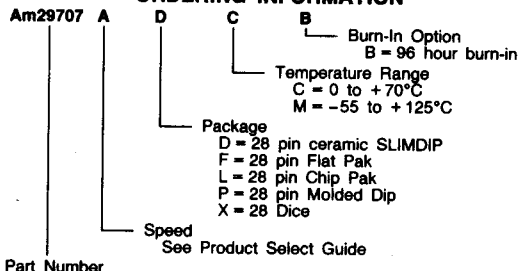 ORDERING INFORMATION
Am29707 A D C B
Burn-In Option
B = 96 hour burn-in
Temperature Range
C = 0 to +70°C
M = -55 to +125°C
Package
D = 28 pin ceramic SLIMDIP
F = 28 pin Flat Pak
L = 28 pin Chip Pak
P = 28 pin Molded Dip
X = 28 Dice
Speed
See Product Select Guide
Part Number